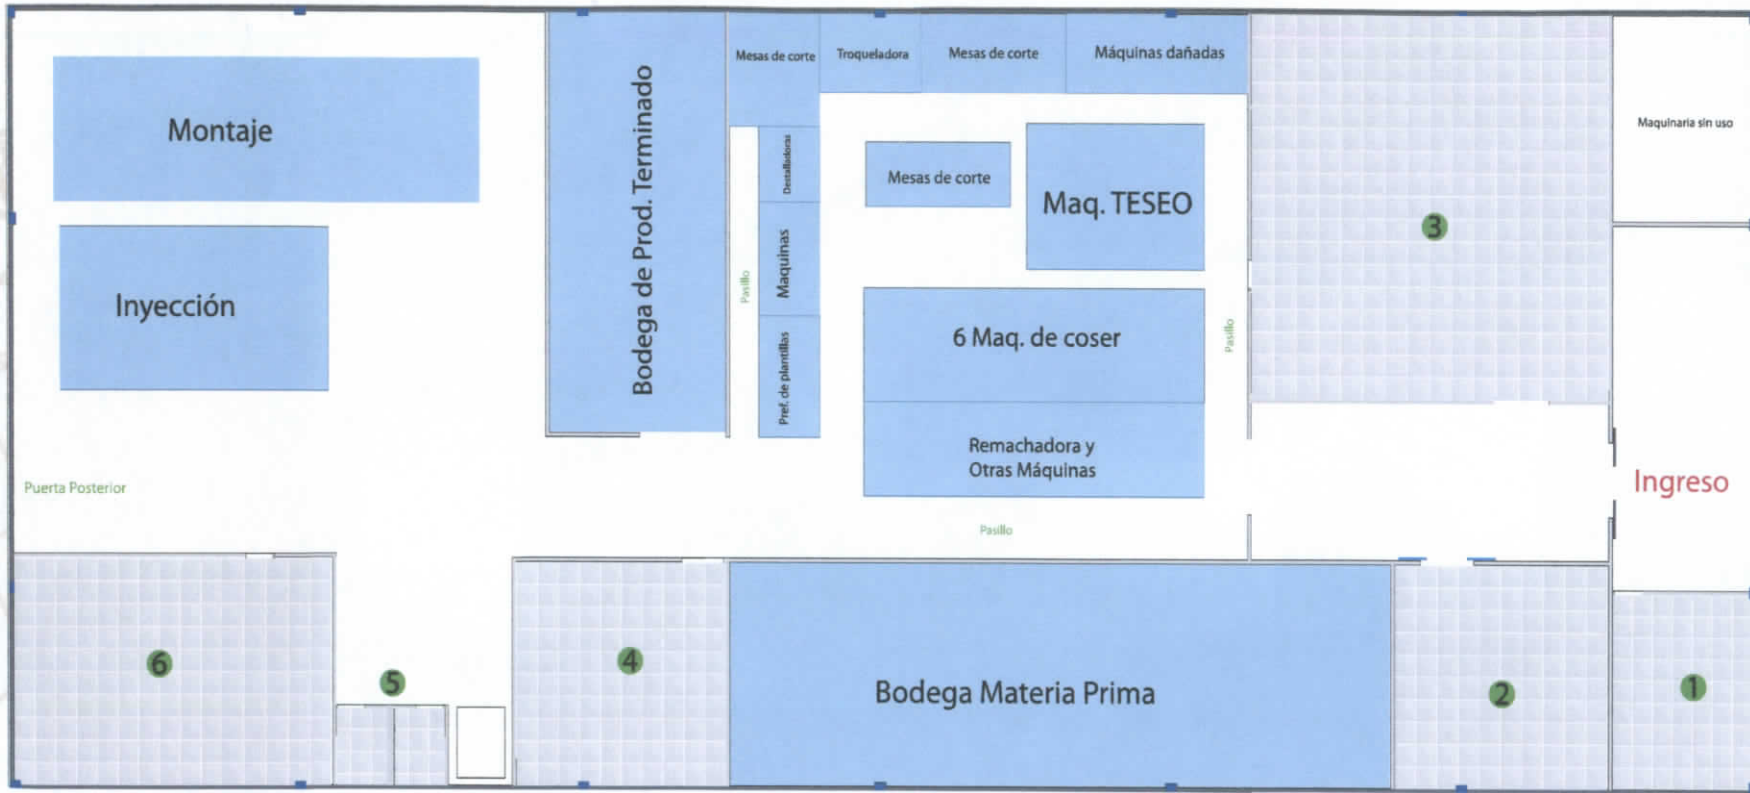 Montaje
Inyección
Puerta Posterior
Bodega de Prod. Terminado
Mesas de corte
Troqueladora
Mesas de corte
Máquinas dañadas
Destalladoras
Maquinas
Pref. de plantillas
Pasillo
Mesas de corte
Maq. TESEO
6 Maq. de coser
Remachadora y
Otras Máquinas
Pasillo
Pasillo
3
Maquinaria sin uso
Ingreso
6
5
4
Bodega Materia Prima
2
1